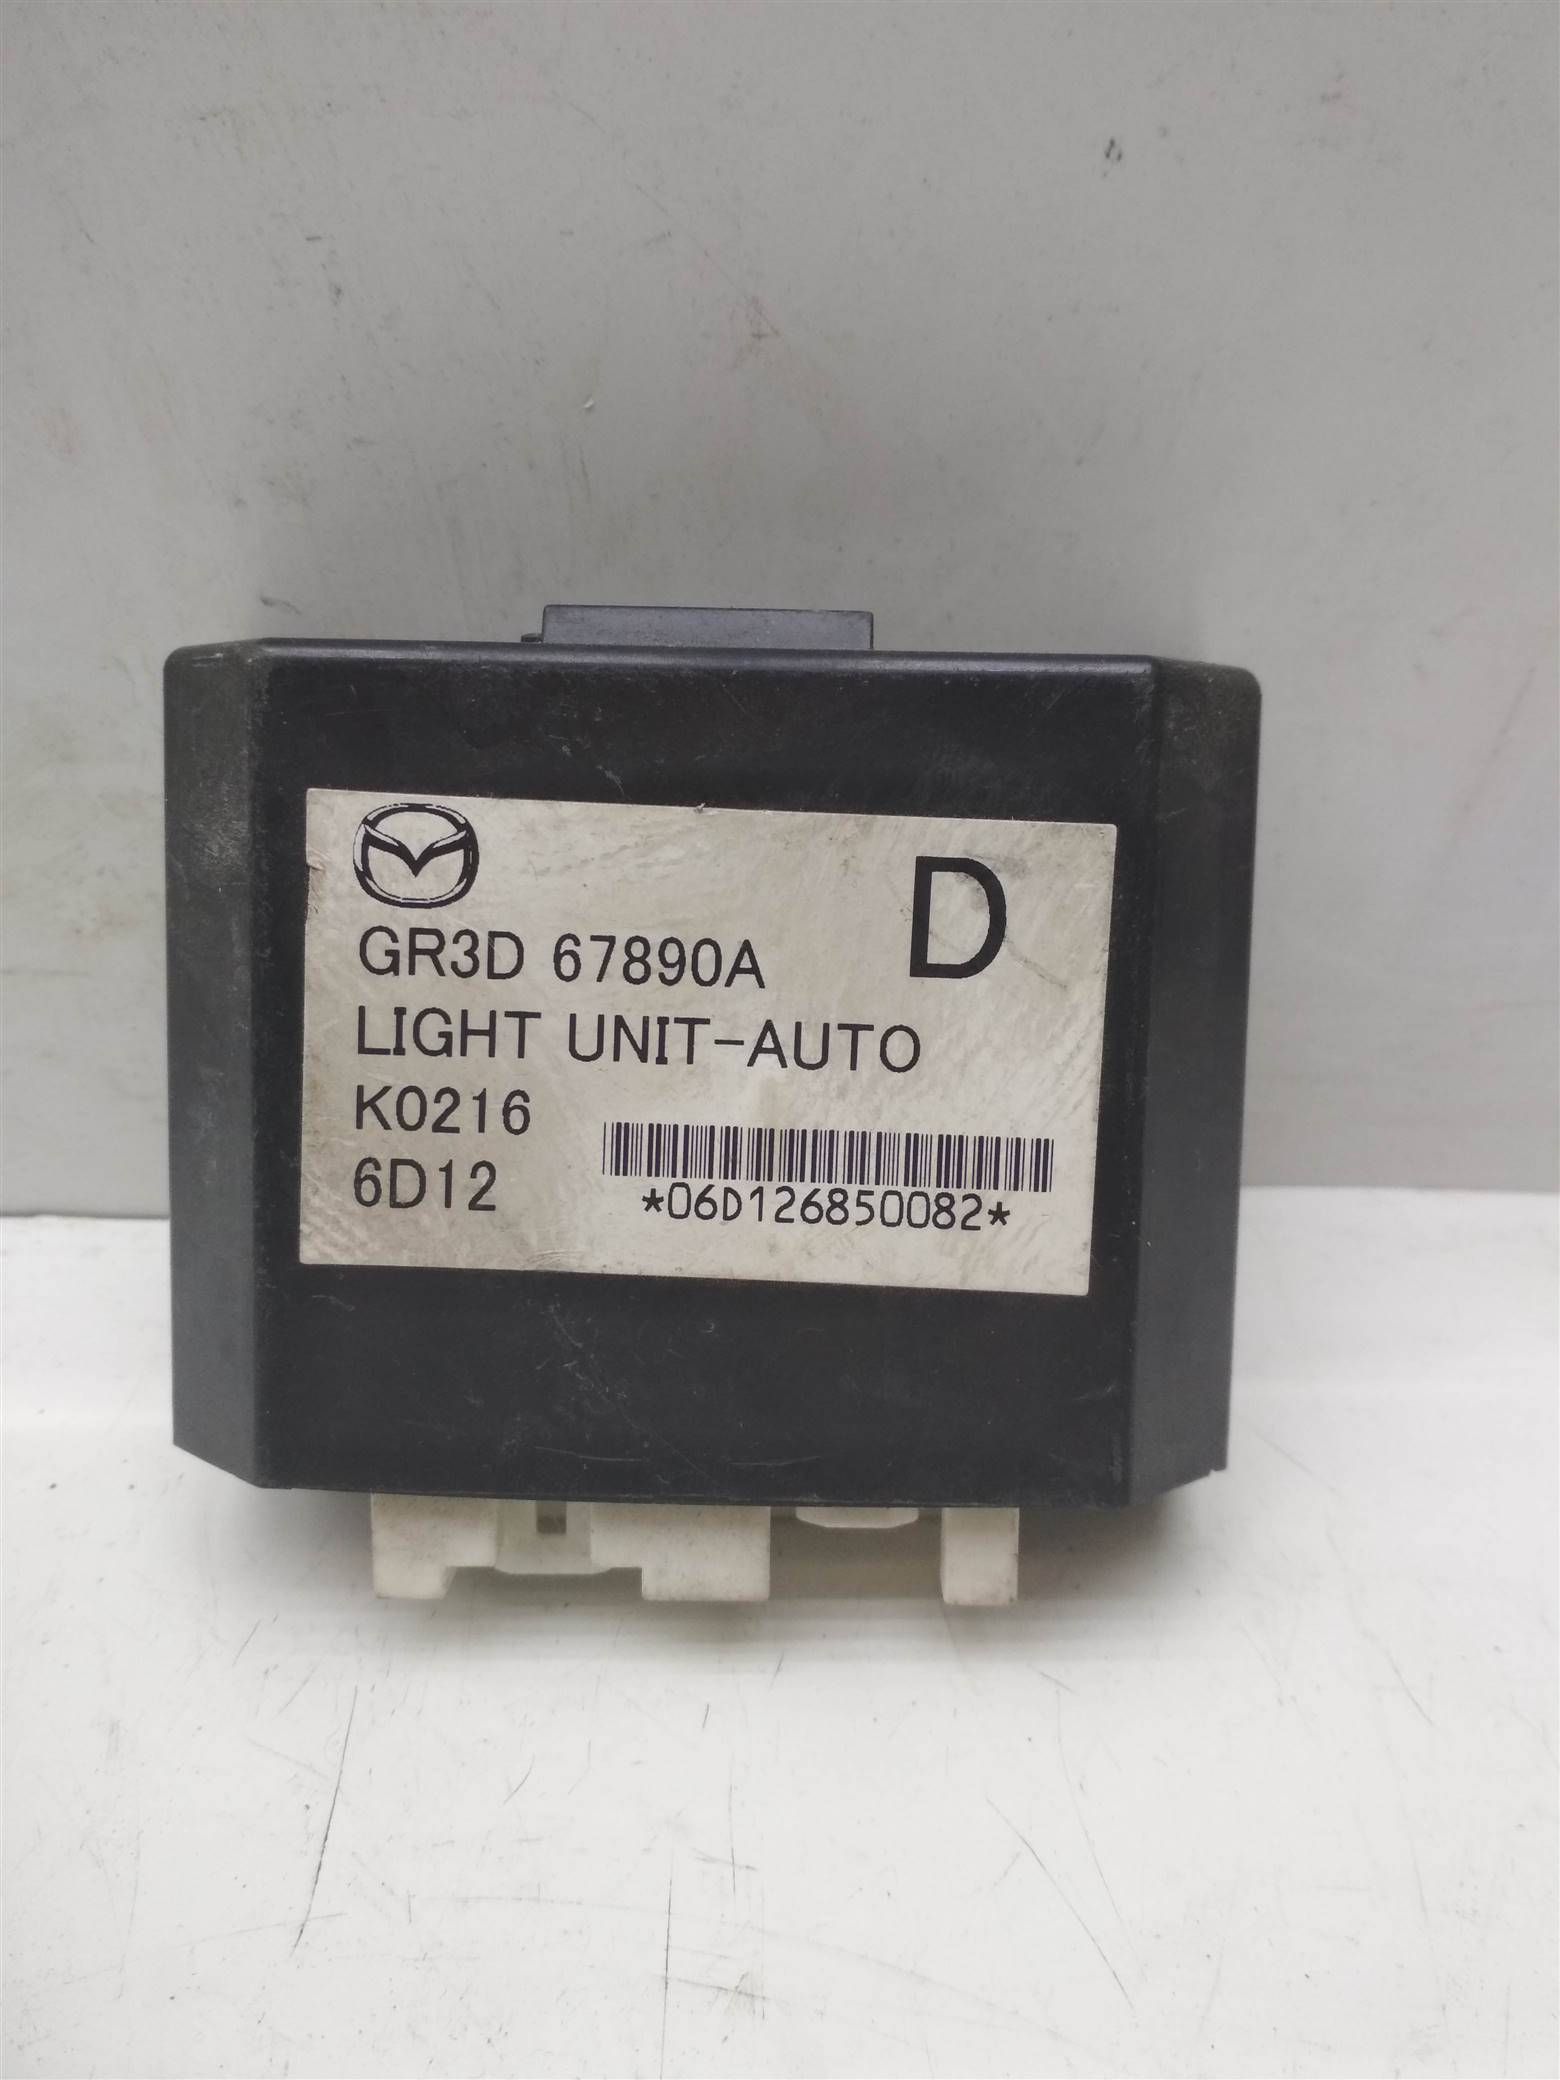 D
GR3D 67890A
LIGHT UNIT-AUTO
K0216
6D12
*06D126850082*